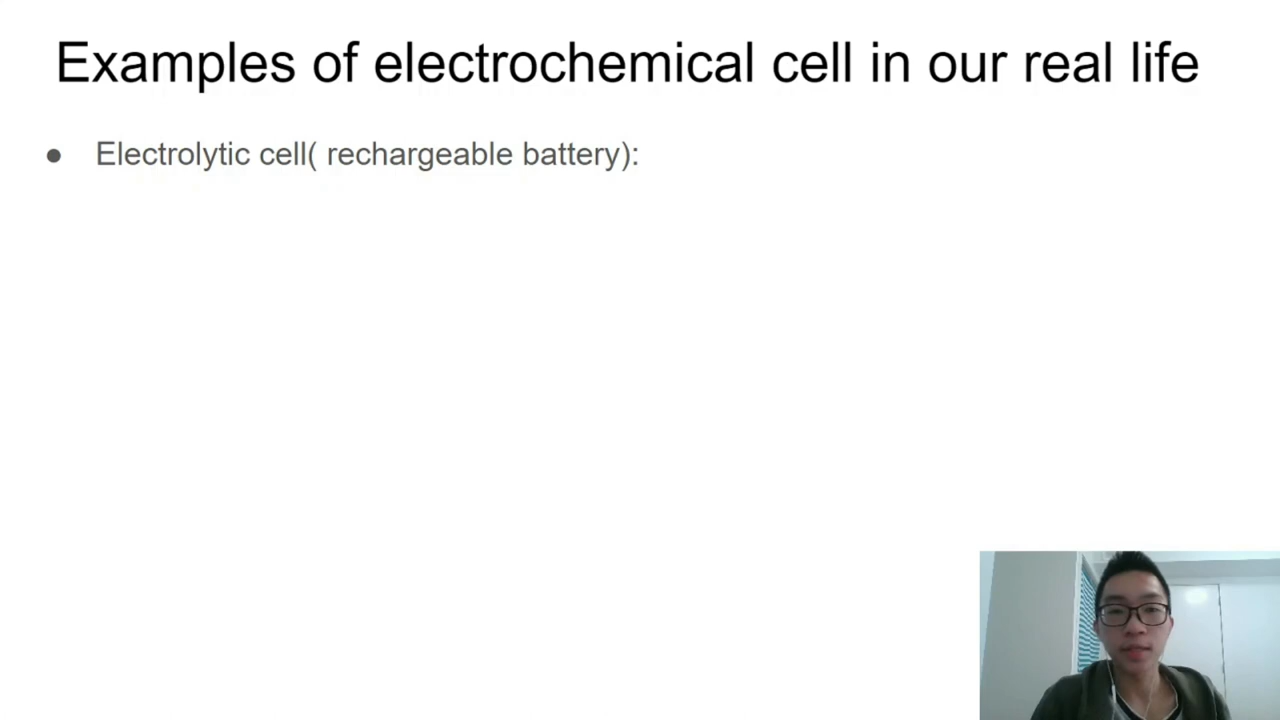 Examples of electrochemical cell in our real life
● Electrolytic cell( rechargeable battery):